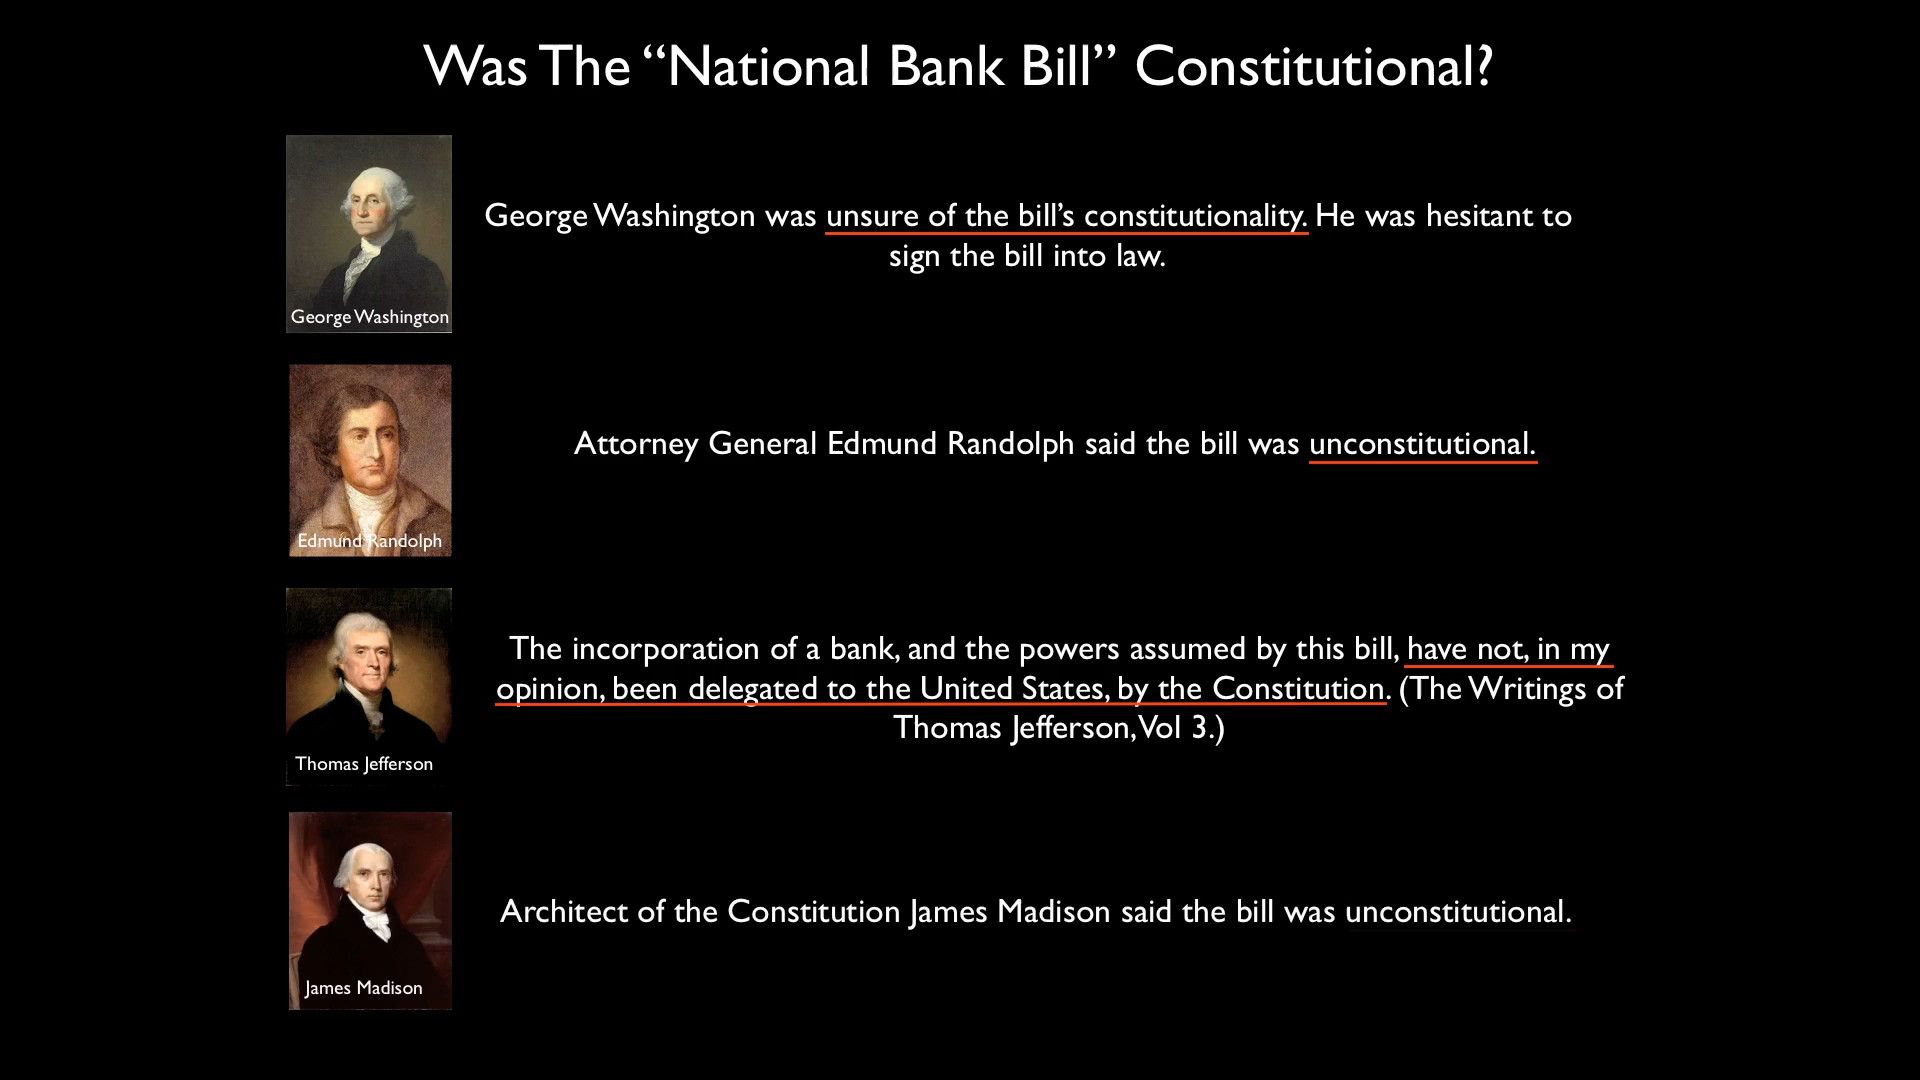 Was The “National Bank Bill” Constitutional?
George Washington was unsure of the bill’s constitutionality. He was hesitant to
sign the bill into law.
George Washington
Attorney General Edmund Randolph said the bill was unconstitutional.
Edmund Randolph
The incorporation of a bank, and the powers assumed by this bill, have not, in my
opinion, been delegated to the United States, by the Constitution. (The Writings of
Thomas Jefferson, Vol 3.)
Thomas Jefferson
Architect of the Constitution James Madison said the bill was unconstitutional.
James Madison